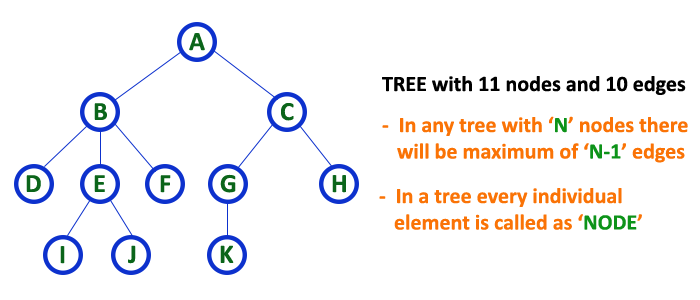 A
B
C
D
E
F
G
H
I
J
K
TREE with 11 nodes and 10 edges
- In any tree with ‘N’ nodes there
will be maximum of ‘N-1’ edges
- In a tree every individual
element is called as ‘NODE’